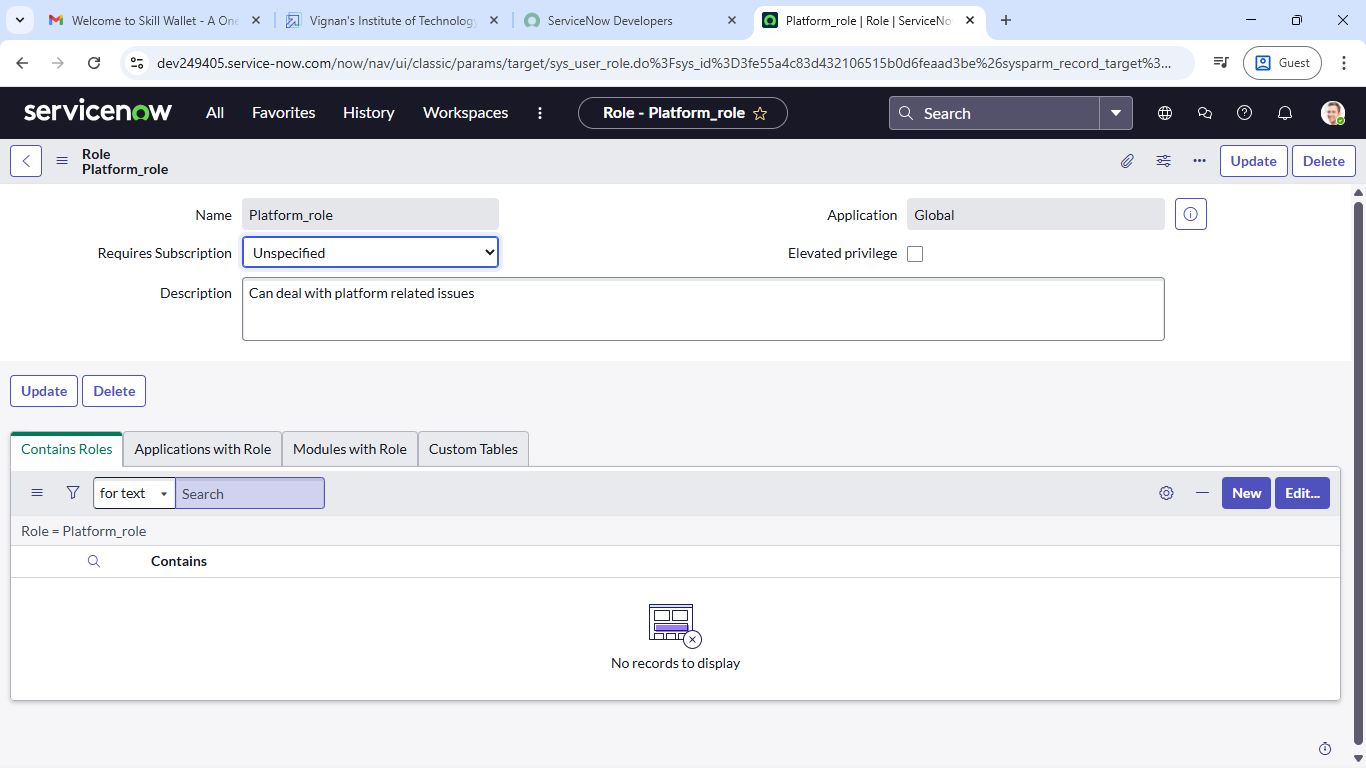 Welcome to Skill Wallet - A One
Vignan's Institute of Technology
ServiceNow Developers
Platform_role | Role | ServiceNo
dev249405.service-now.com/now/nav/ui/classic/params/target/sys_user_role.do%3Fsys_id%3D3fe55a4c83d432106515b0d6feaad3be%26sysparm_record_target%3...
Guest
servicenow
All
Favorites
History
Workspaces
Role - Platform_role
Search
Role
Platform_role
Update
Delete
Name
Platform_role
Application
Global
Requires Subscription
Unspecified
Elevated privilege
Description
Can deal with platform related issues
Update
Delete
Contains Roles
Applications with Role
Modules with Role
Custom Tables
for text
Search
New
Edit...
Role = Platform_role
Contains
No records to display